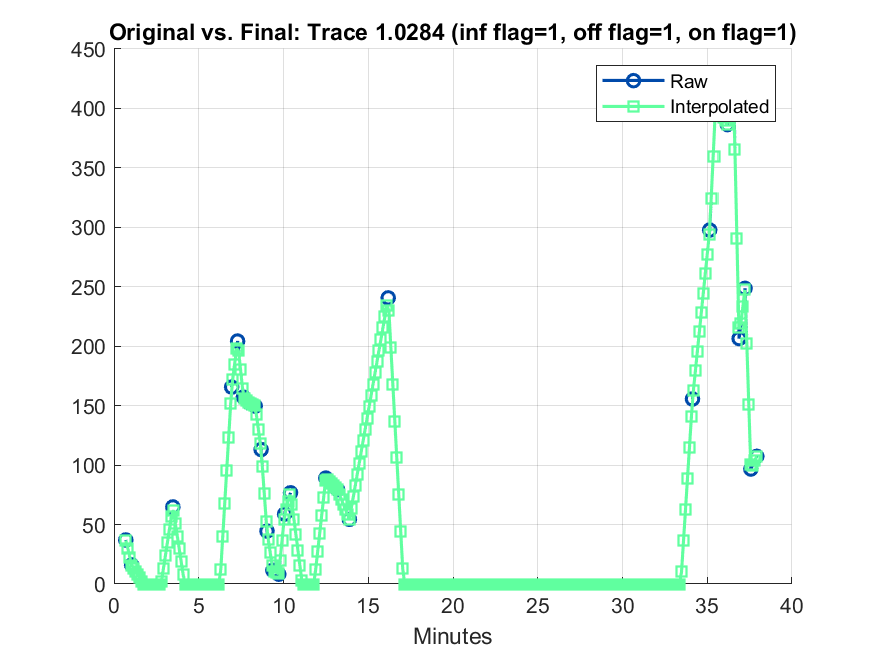 Original vs. Final: Trace 1.0284 (inf flag=1, off flag=1, on flag=1)
450
400
350
300
250
200
150
100
50
0
Raw
Interpolated
0 5 10 15 20 25 30 35 40
Minutes